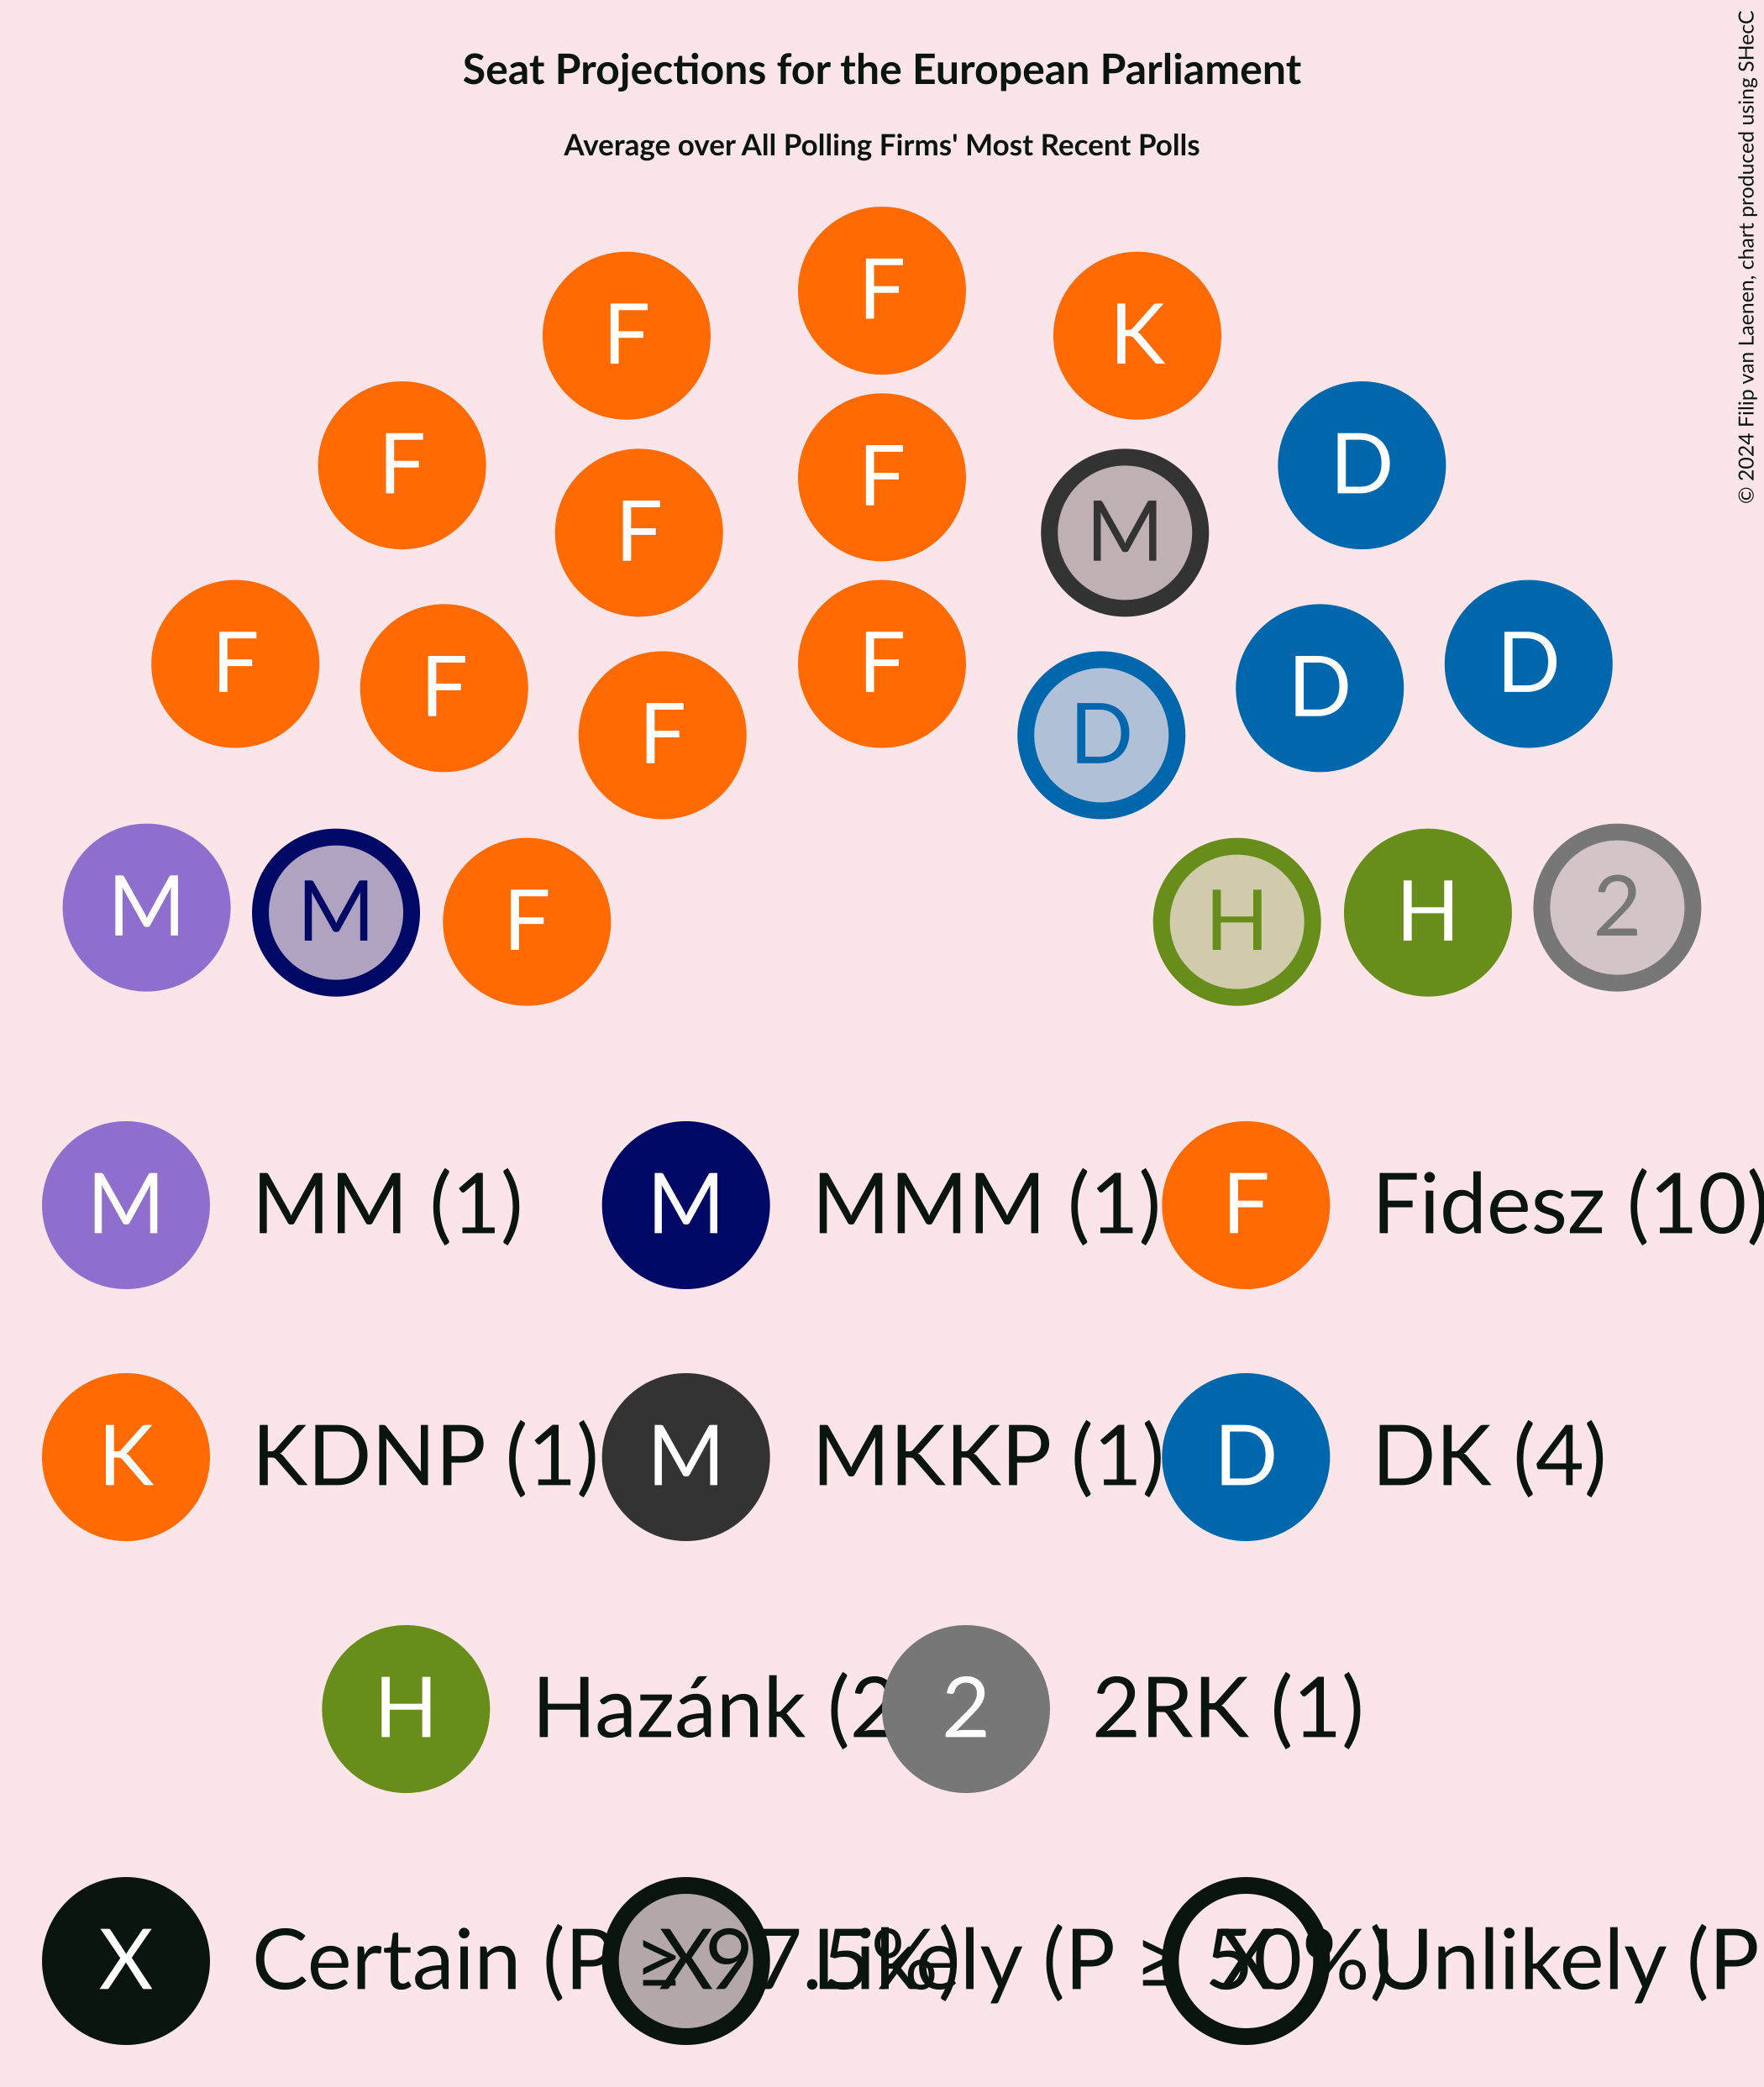 Seat Projections for the European Parliament
Average over All Polling Firms' Most Recent Polls
© 2024 Filip van Laenen, chart produced using SHecC
F
F K
F F D
F M
F F D
F F D D
F D
M M F H H 2
M MM (1) M MMM (1) F Fidesz (10)
K KDNP (1) M MKKP (1) D DK (4)
H Hazánk (2 2 2RK (1)
X Certain (P ≥ 97.5%) X Likely (P ≥ 50%) X Unlikely (P